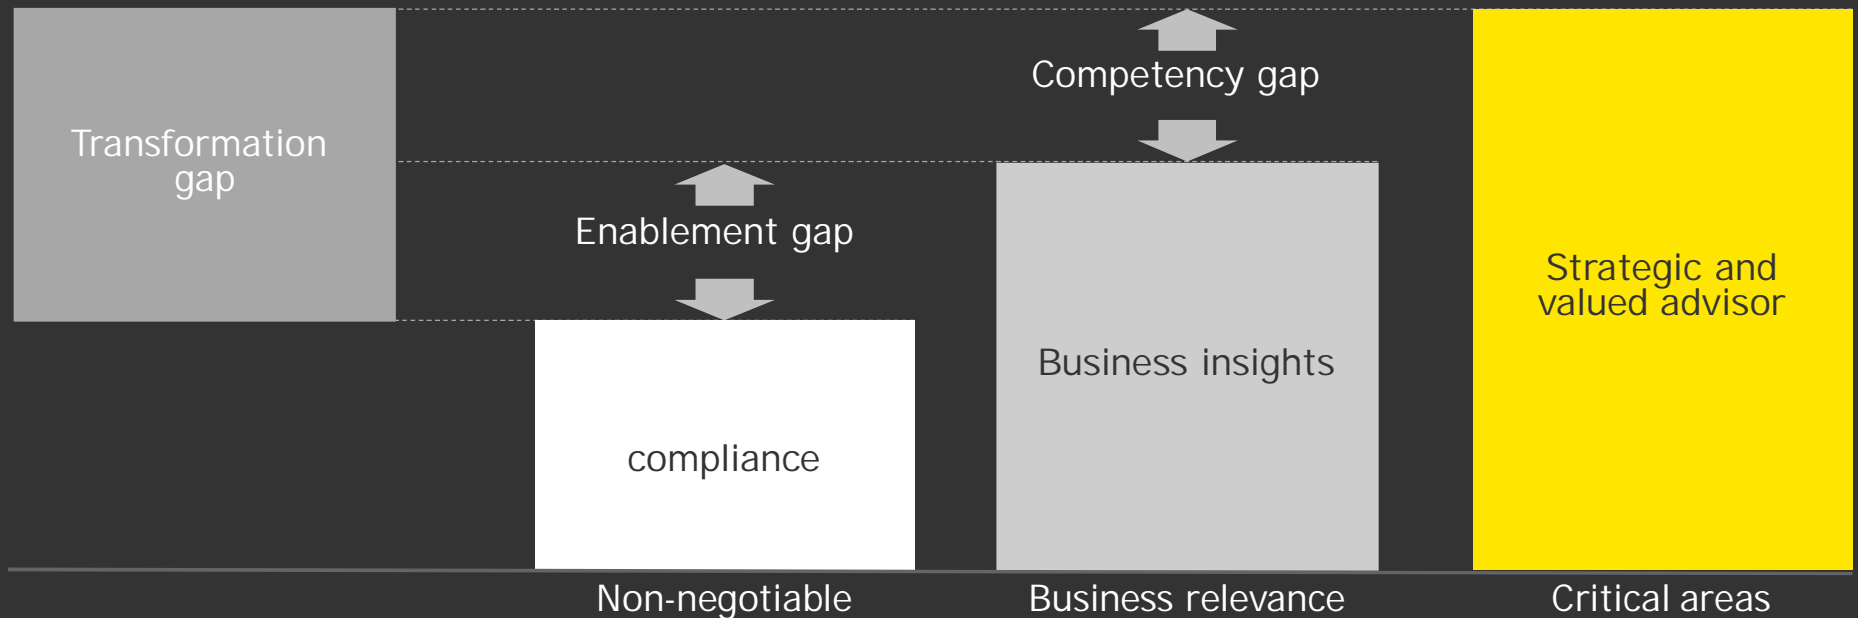 Transformation
gap
Enablement gap
Competency gap
compliance
Business insights
Strategic and
valued advisor
Non-negotiable
Business relevance
Critical areas